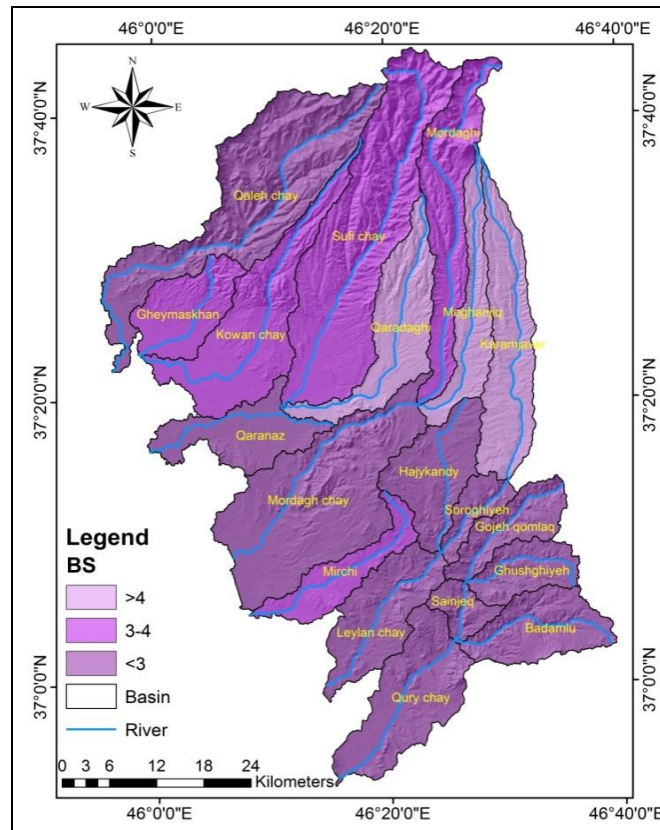 46°0'0"E 46°20'0"E 46°40'0"E
N
W E
S
37°40'0"N 37°40'0"N
Mordaghi
Qaleh chay
Sufi chay
Gheymaskhan
Kowan chay
Qaradaghi
Moghanjiq
Karamjavar
37°20'0"N 37°20'0"N
Qaranaz
Hajykandy
Mordagh chay
Soroghiyeh
Gojeh qomlaq
Mirchi
Ghushghiyeh
Sainjeq
Leylan chay
Badamlu
Qury chay
37°0'0"N 37°0'0"N
Legend
BS
>4
3-4
<3
Basin
River
0 3 6 12 18 24
Kilometers
46°0'0"E 46°20'0"E 46°40'0"E